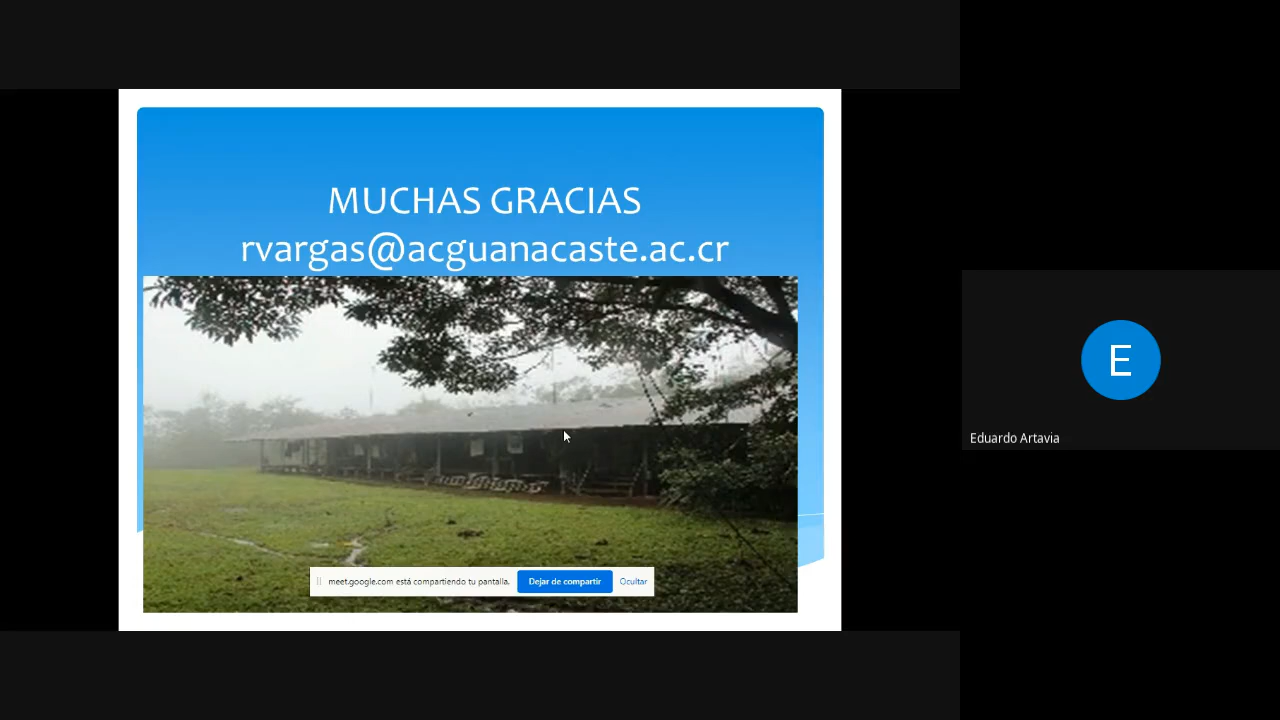 MUCHAS GRACIAS
rvargas@acguanacaste.ac.cr
meet.google.com está compartiendo tu pantalla.
Dejar de compartir
Ocultar
E
Eduardo Artavia